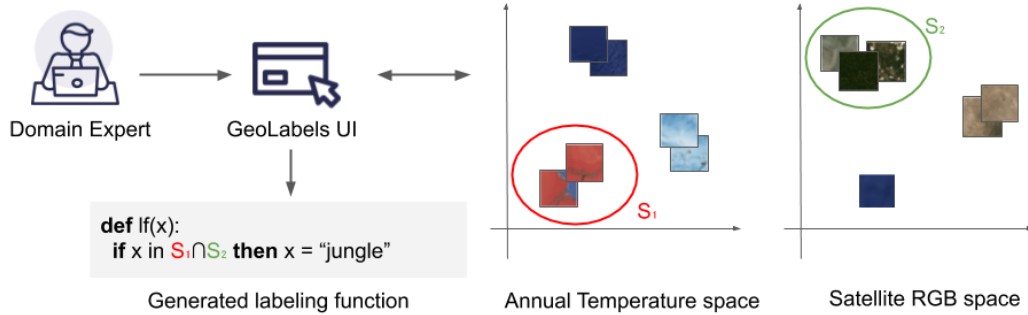 Domain Expert
GeoLabels UI
def lf(x):
if x in S₁∩S₂ then x = “jungle”
Generated labeling function
S₁
Annual Temperature space
S₂
Satellite RGB space